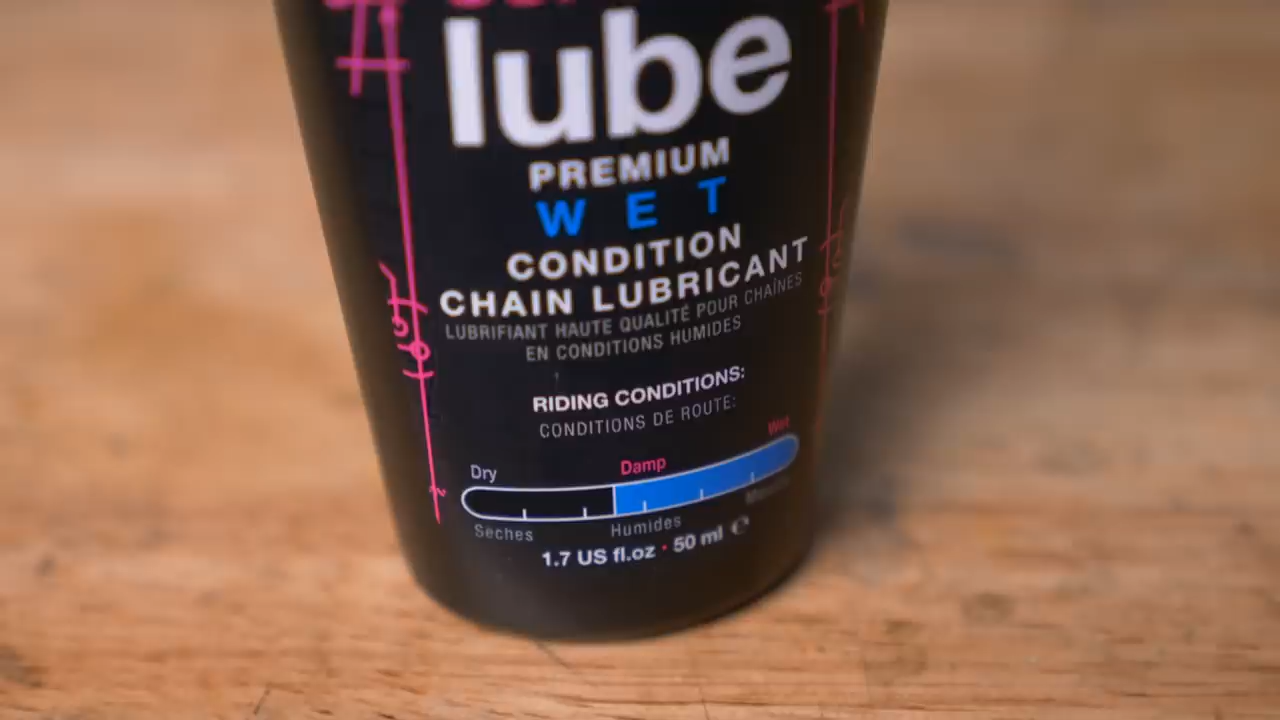 lube
PREMIUM
WET
CONDITION
CHAIN LUBRICANT
LUBRIFIANT HAUTE QUALITÉ POUR CHAÎNES
EN CONDITIONS HUMIDES
RIDING CONDITIONS:
CONDITIONS DE ROUTE:
Dry Damp Wet
Sèches Humides
1.7 US fl.oz · 50 ml ℮